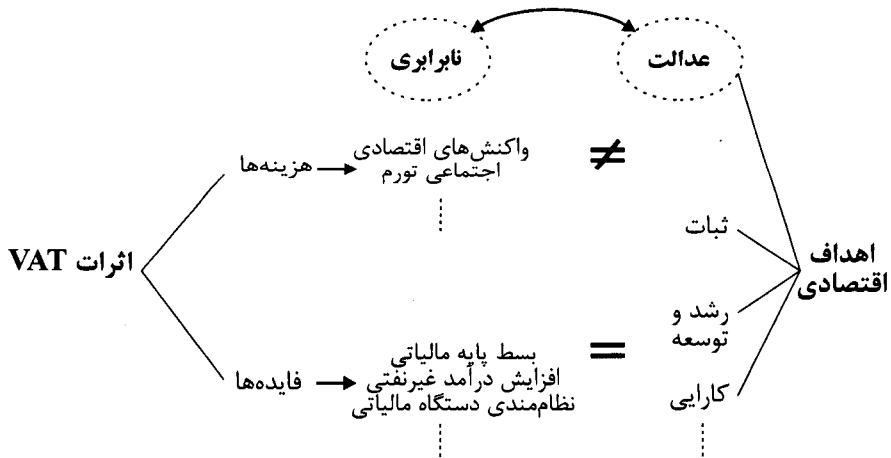 نابرابری
عدالت
واکنش‌های اقتصادی
اجتماعی تورم
≠
هزینه‌ها
ثبات
اثرات VAT
اهداف
اقتصادی
رشد و
توسعه
=
بسط پایه مالیاتی
افزایش درآمد غیرنفتی
نظام‌مندی دستگاه مالیاتی
فایده‌ها
کارایی